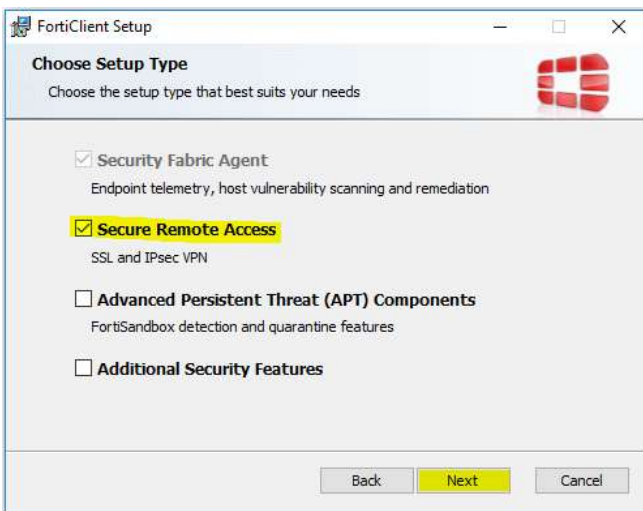 FortiClient Setup
Choose Setup Type
Choose the setup type that best suits your needs
Security Fabric Agent
Endpoint telemetry, host vulnerability scanning and remediation
Secure Remote Access
SSL and IPsec VPN
Advanced Persistent Threat (APT) Components
FortiSandbox detection and quarantine features
Additional Security Features
Back Next Cancel